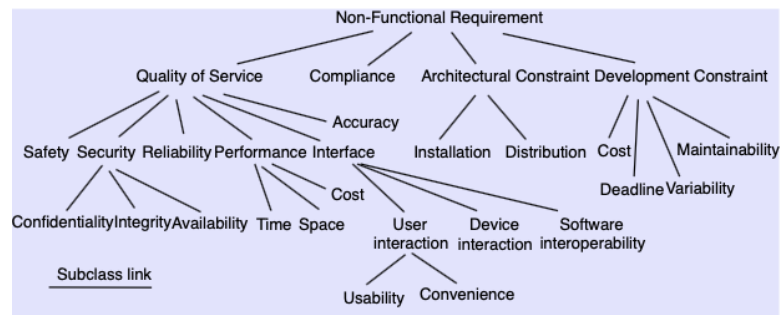 Non-Functional Requirement
Quality of Service Compliance Architectural Constraint Development Constraint
Accuracy
Safety Security Reliability Performance Interface Installation Distribution Cost Maintainability
Cost Deadline Variability
Confidentiality Integrity Availability Time Space User Device Software
interaction interaction interoperability
Subclass link
Usability Convenience